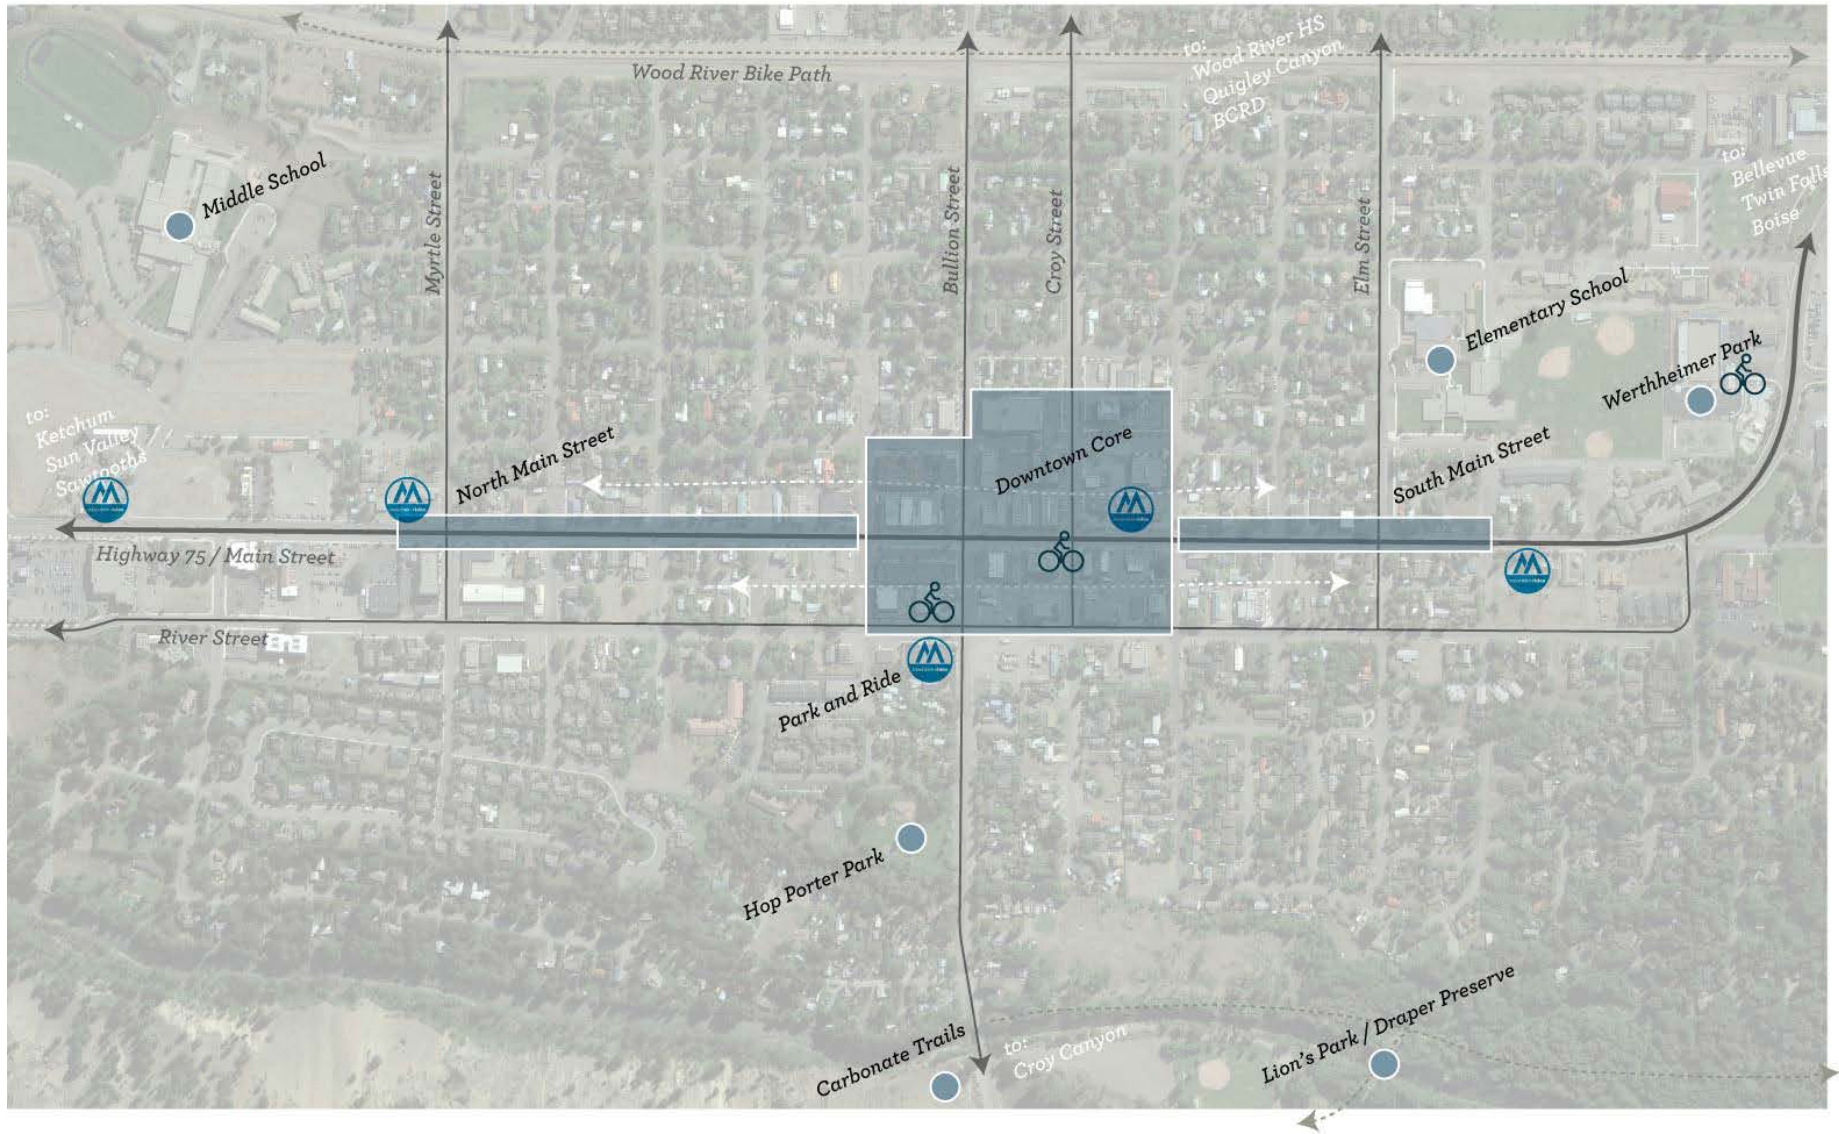 to:
Wood River HS
Quigley Canyon
BCRD
Wood River Bike Path
Middle School
Myrtle Street
Bullion Street
Croy Street
Elm Street
to:
Bellevue
Twin Falls
Boise
Elementary School
Werthheimer Park
to:
Ketchum
Sun Valley
Sawtooths
North Main Street
Downtown Core
South Main Street
Highway 75 / Main Street
River Street
Park and Ride
Hop Porter Park
Carbonate Trails
to:
Croy Canyon
Lion's Park / Draper Preserve